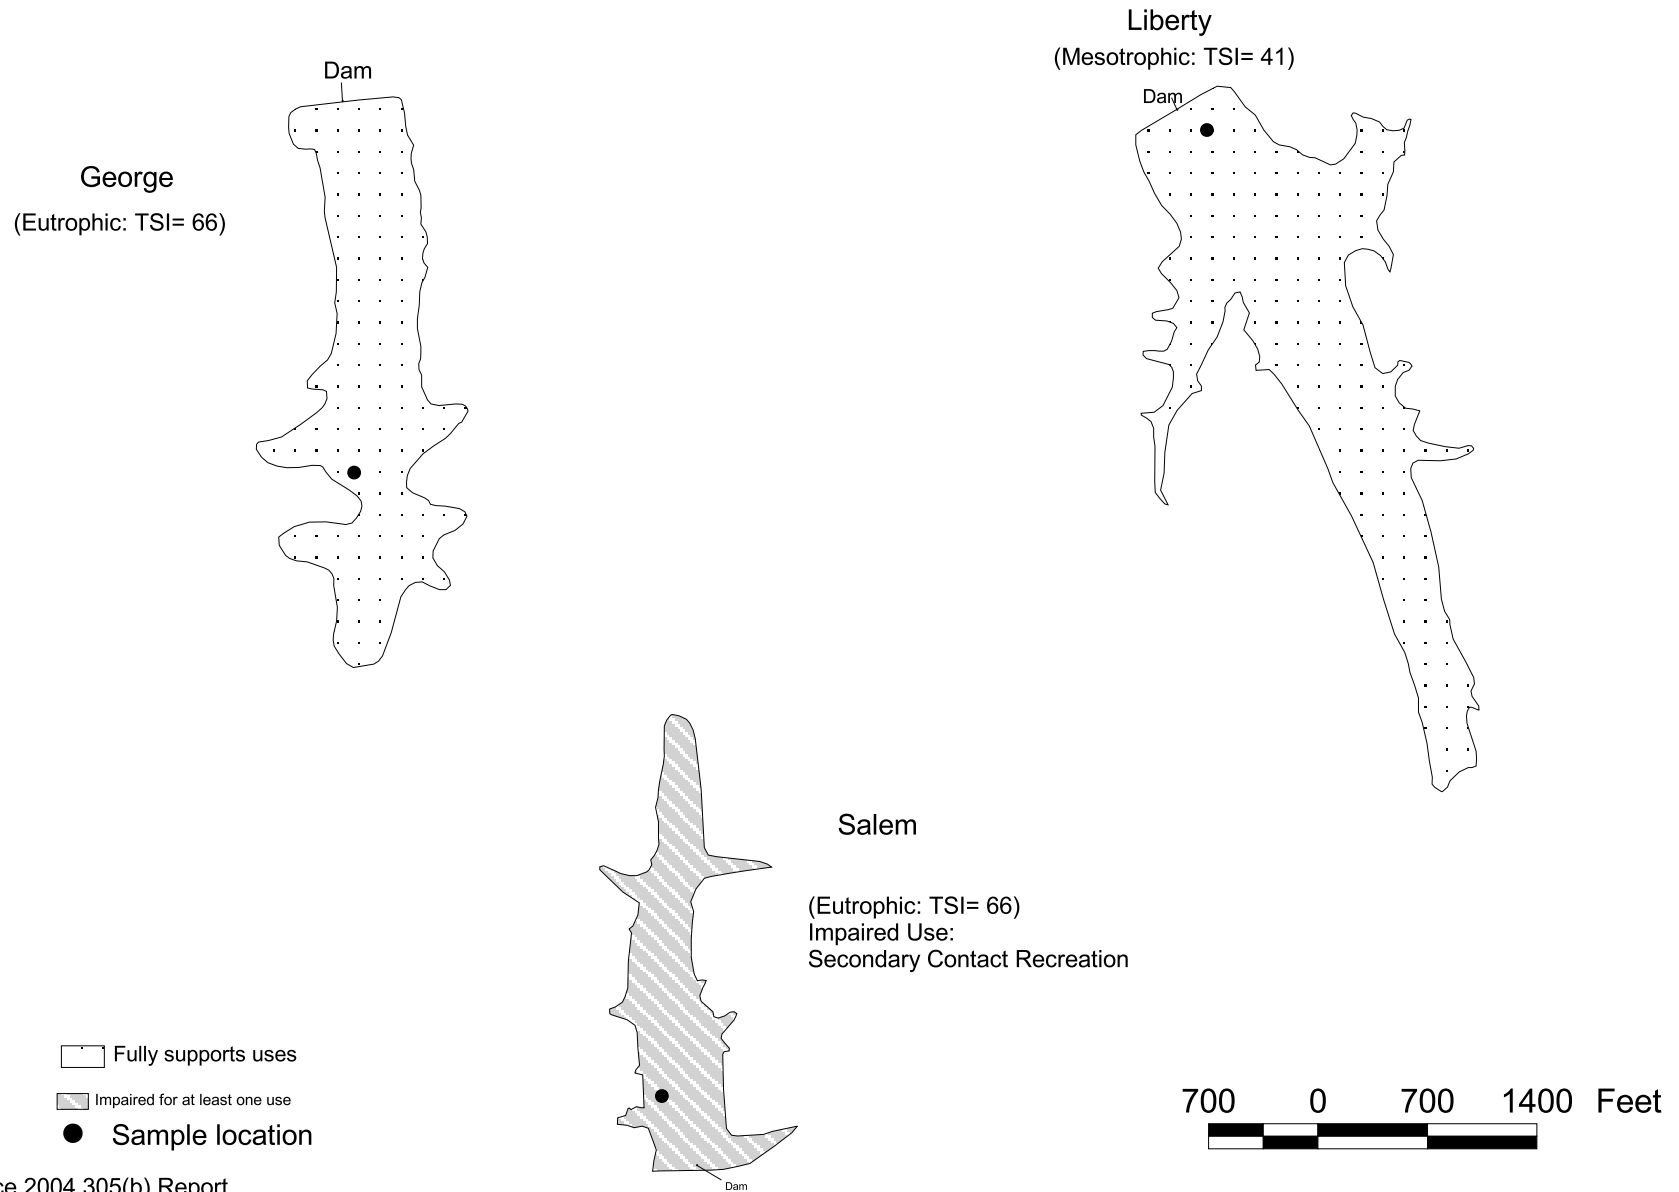 Liberty
(Mesotrophic: TSI= 41)
Dam
Dam
George
(Eutrophic: TSI= 66)
Salem
(Eutrophic: TSI= 66)
Impaired Use:
Secondary Contact Recreation
Fully supports uses
Impaired for at least one use
Sample location
700 0 700 1400 Feet
Dam
2004 305(b) Report